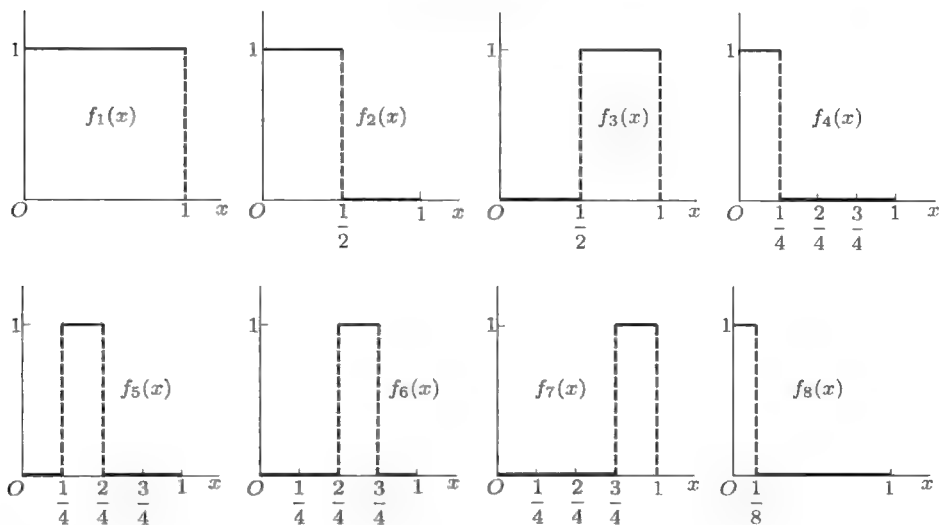 1 1 1 1
f₁(x) f₂(x) f₃(x) f₄(x)
O 1 x O 1/2 1 x O 1/2 1 x O 1/4 2/4 3/4 1 x
1 1 1 1
f₅(x) f₆(x) f₇(x) f₈(x)
O 1/4 2/4 3/4 1 x O 1/4 2/4 3/4 1 x O 1/4 2/4 3/4 1 x O 1/8 1 x